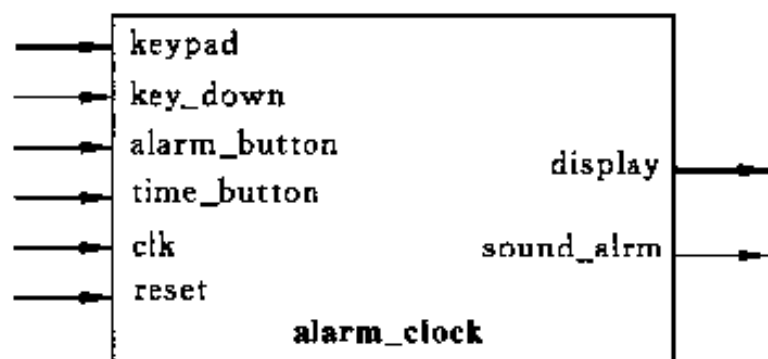 keypad
key_down
alarm_button
time_button
clk
reset
display
sound_alrm
alarm_clock